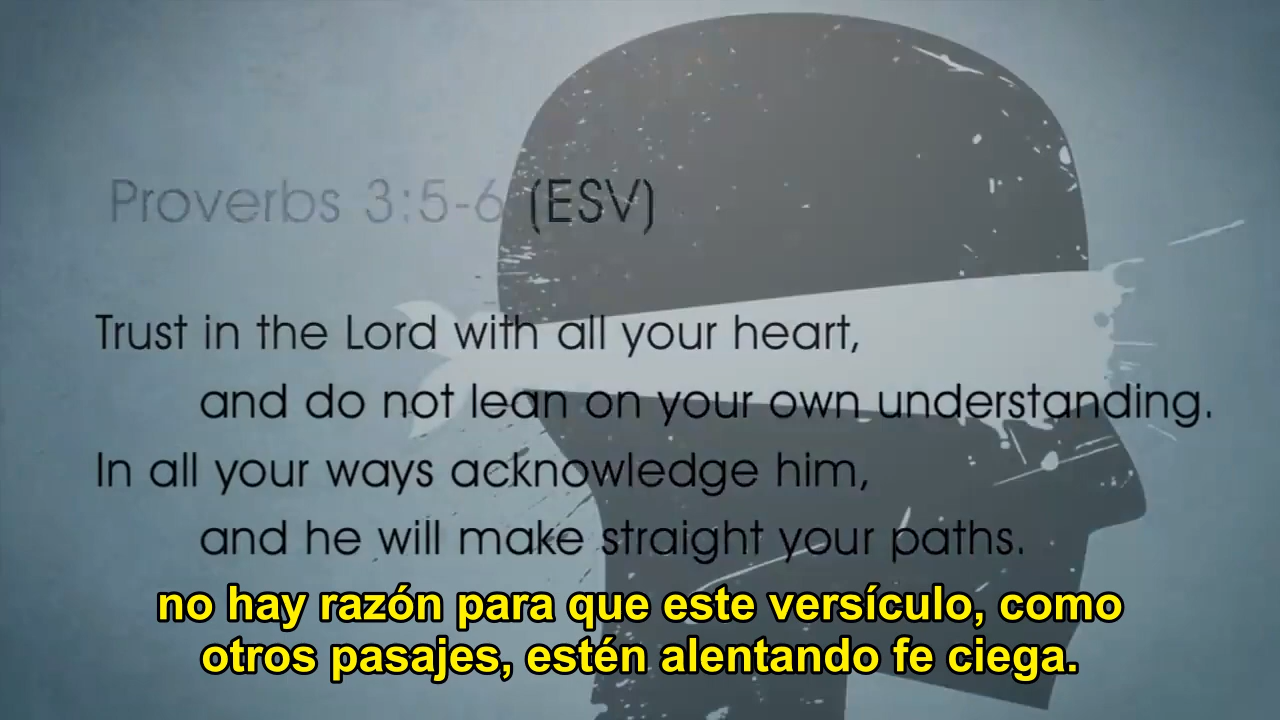 Proverbs 3:5-6 (ESV)
Trust in the Lord with all your heart,
and do not lean on your own understanding.
In all your ways acknowledge him,
and he will make straight your paths.
no hay razón para que este versículo, como
otros pasajes, estén alentando fe ciega.